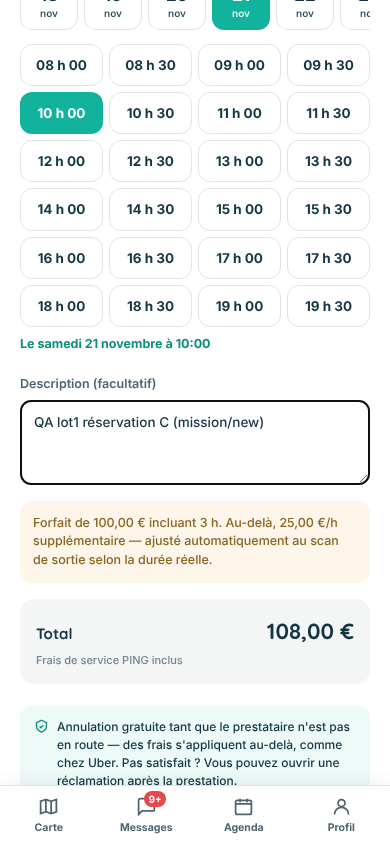 nov nov nov nov nov
08 h 00 08 h 30 09 h 00 09 h 30
10 h 00 10 h 30 11 h 00 11 h 30
12 h 00 12 h 30 13 h 00 13 h 30
14 h 00 14 h 30 15 h 00 15 h 30
16 h 00 16 h 30 17 h 00 17 h 30
18 h 00 18 h 30 19 h 00 19 h 30
Le samedi 21 novembre à 10:00
Description (facultatif)
QA lot1 réservation C (mission/new)
Forfait de 100,00 € incluant 3 h. Au-delà, 25,00 €/h
supplémentaire — ajusté automatiquement au scan
de sortie selon la durée réelle.
Total 108,00 €
Frais de service PING inclus
Annulation gratuite tant que le prestataire n'est pas
en route — des frais s'appliquent au-delà, comme
chez Uber. Pas satisfait ? Vous pouvez ouvrir une
réclamation après la prestation.
9+
Carte Messages Agenda Profil